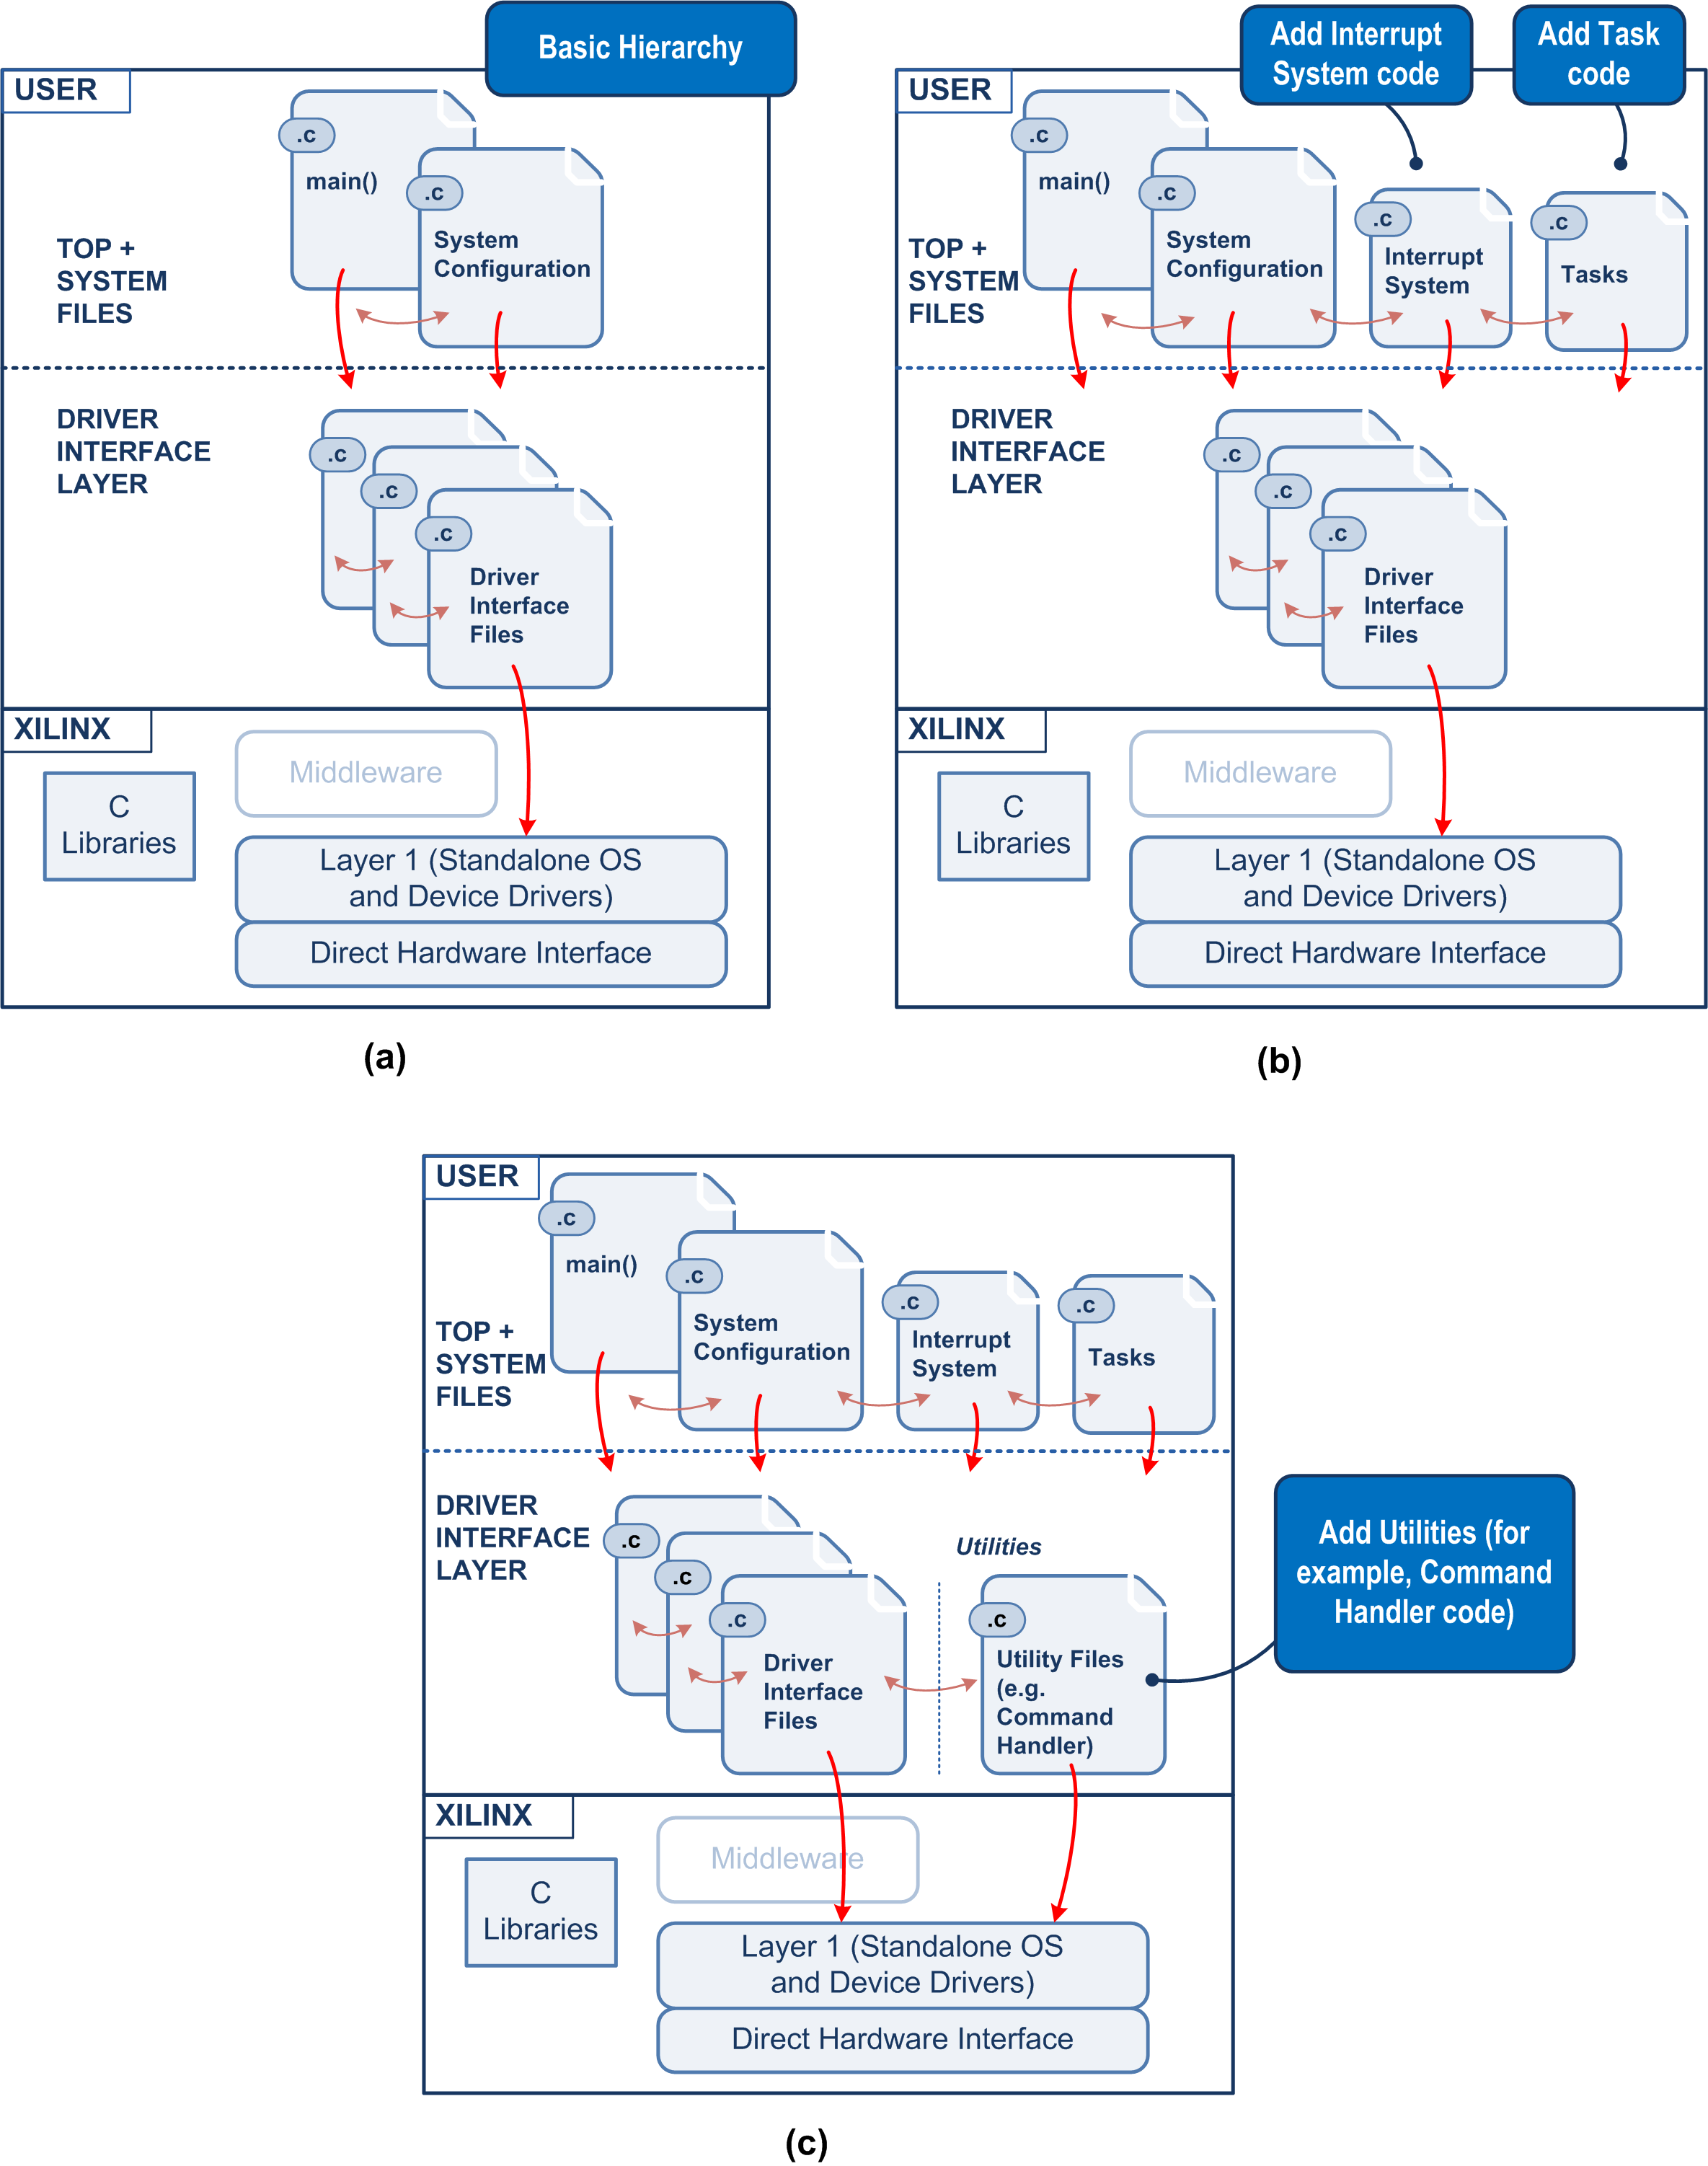 Basic Hierarchy
USER
.c
main()
.c
System
Configuration
TOP +
SYSTEM
FILES
DRIVER
INTERFACE
LAYER
.c
.c
.c
Driver
Interface
Files
XILINX
Middleware
C
Libraries
Layer 1 (Standalone OS
and Device Drivers)
Direct Hardware Interface
(a)
Add Interrupt
System code
Add Task
code
USER
.c
main()
.c
System
Configuration
.c
Interrupt
System
.c
Tasks
TOP +
SYSTEM
FILES
DRIVER
INTERFACE
LAYER
.c
.c
.c
Driver
Interface
Files
XILINX
Middleware
C
Libraries
Layer 1 (Standalone OS
and Device Drivers)
Direct Hardware Interface
(b)
USER
.c
main()
.c
System
Configuration
.c
Interrupt
System
.c
Tasks
TOP +
SYSTEM
FILES
DRIVER
INTERFACE
LAYER
.c
.c
.c
Driver
Interface
Files
Utilities
.c
Utility Files
(e.g.
Command
Handler)
Add Utilities (for
example, Command
Handler code)
XILINX
Middleware
C
Libraries
Layer 1 (Standalone OS
and Device Drivers)
Direct Hardware Interface
(c)